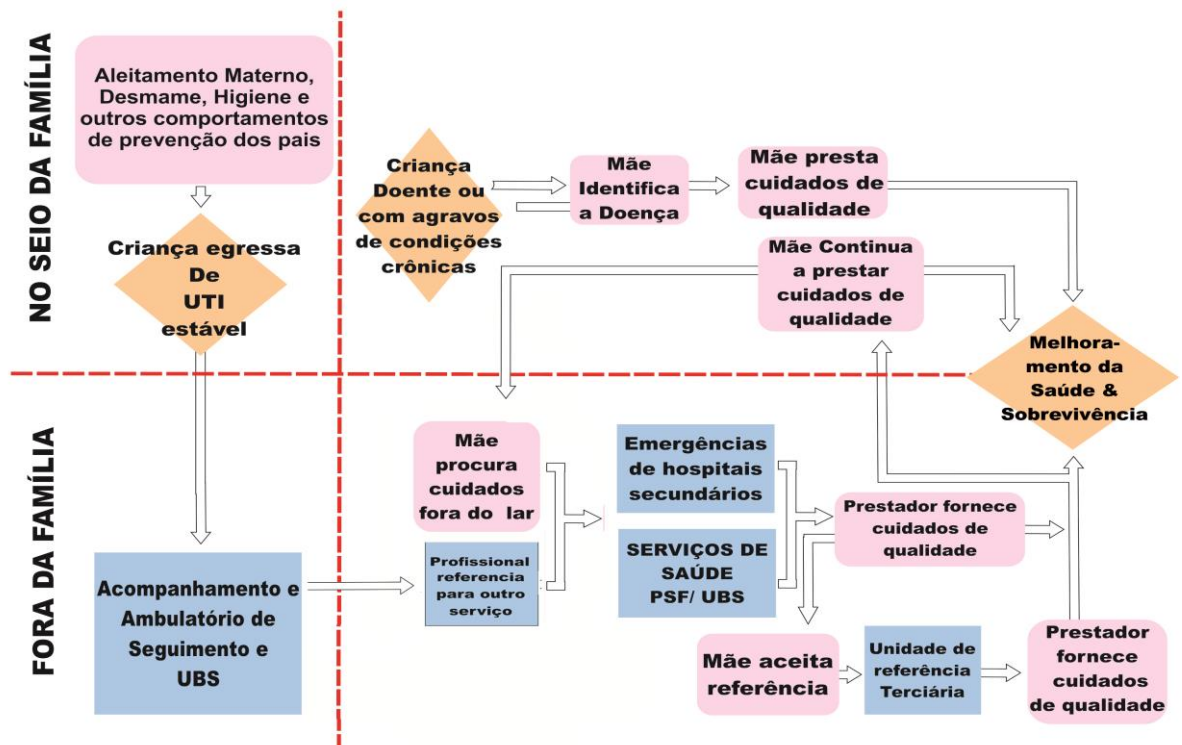 NO SEIO DA FAMÍLIA
Aleitamento Materno,
Desmame, Higiene e
outros comportamentos
de prevenção dos pais
Criança egressa
De
UTI
estável
Criança
Doente ou
com agravos
de condições
crônicas
Mãe
Identifica
a Doença
Mãe presta
cuidados de
qualidade
Mãe Continua
a prestar
cuidados de
qualidade
Melhora-
mento da
Saúde &
Sobrevivência
FORA DA FAMÍLIA
Acompanhamento e
Ambulatório de
Seguimento e
UBS
Mãe
procura
cuidados
fora do lar
Profissional
referencia
para outro
serviço
Emergências
de hospitais
secundários
SERVIÇOS DE
SAÚDE
PSF/ UBS
Prestador fornece
cuidados de
qualidade
Mãe aceita
referência
Unidade de
referência
Terciária
Prestador
fornece
cuidados
de qualidade